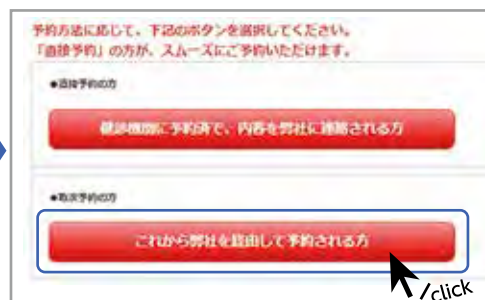 予約方法に応じて、下記のボタンを選択してください。
「直接予約」の方が、スムーズにご予約いただけます。
●直接予約の方
健診機関に予約済で、内容を弊社に連絡される方
●取次予約の方
これから弊社を経由して予約される方
click